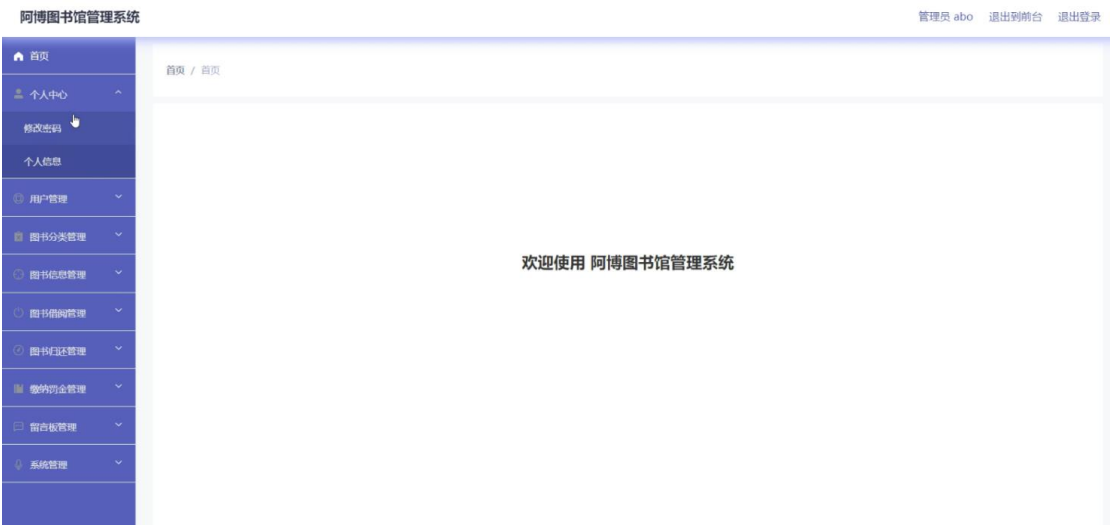 阿博图书馆管理系统
管理员 abo 退出到前台 退出登录
首页
首页 / 首页
个人中心
修改密码
个人信息
用户管理
图书分类管理
图书信息管理
欢迎使用 阿博图书馆管理系统
图书借阅管理
图书归还管理
缴纳罚金管理
留言板管理
系统管理